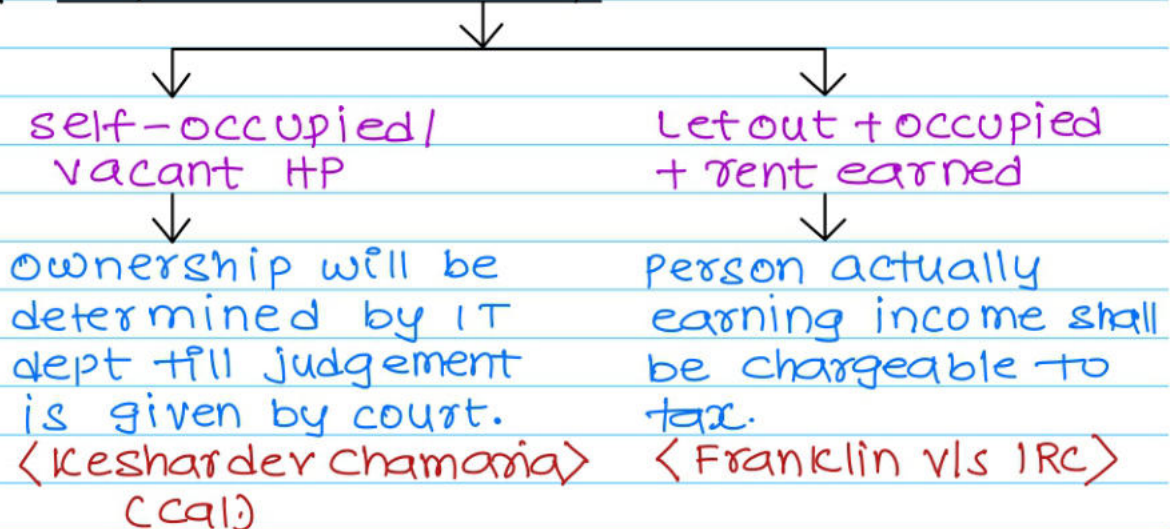 self-occupied/
vacant HP
ownership will be
determined by IT
dept till judgement
is given by court.
<Keshardev Chamaria>
(cal.)
Let out + occupied
+ rent earned
Person actually
earning income shall
be chargeable to
tax.
<Franklin v/s IRC>